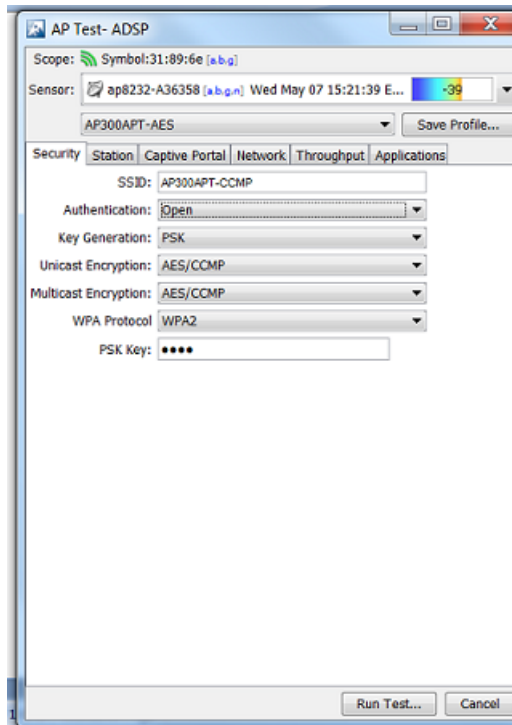 AP Test- ADSP
Scope: Symbol:31:89:6e [a.b.g]
Sensor: ap8232-A36358 [a.b.g.n] Wed May 07 15:21:39 E... -39
AP300APT-AES Save Profile...
Security Station Captive Portal Network Throughput Applications
SSID: AP300APT-CCMP
Authentication: Open
Key Generation: PSK
Unicast Encryption: AES/CCMP
Multicast Encryption: AES/CCMP
WPA Protocol WPA2
PSK Key: ••••
Run Test... Cancel
1